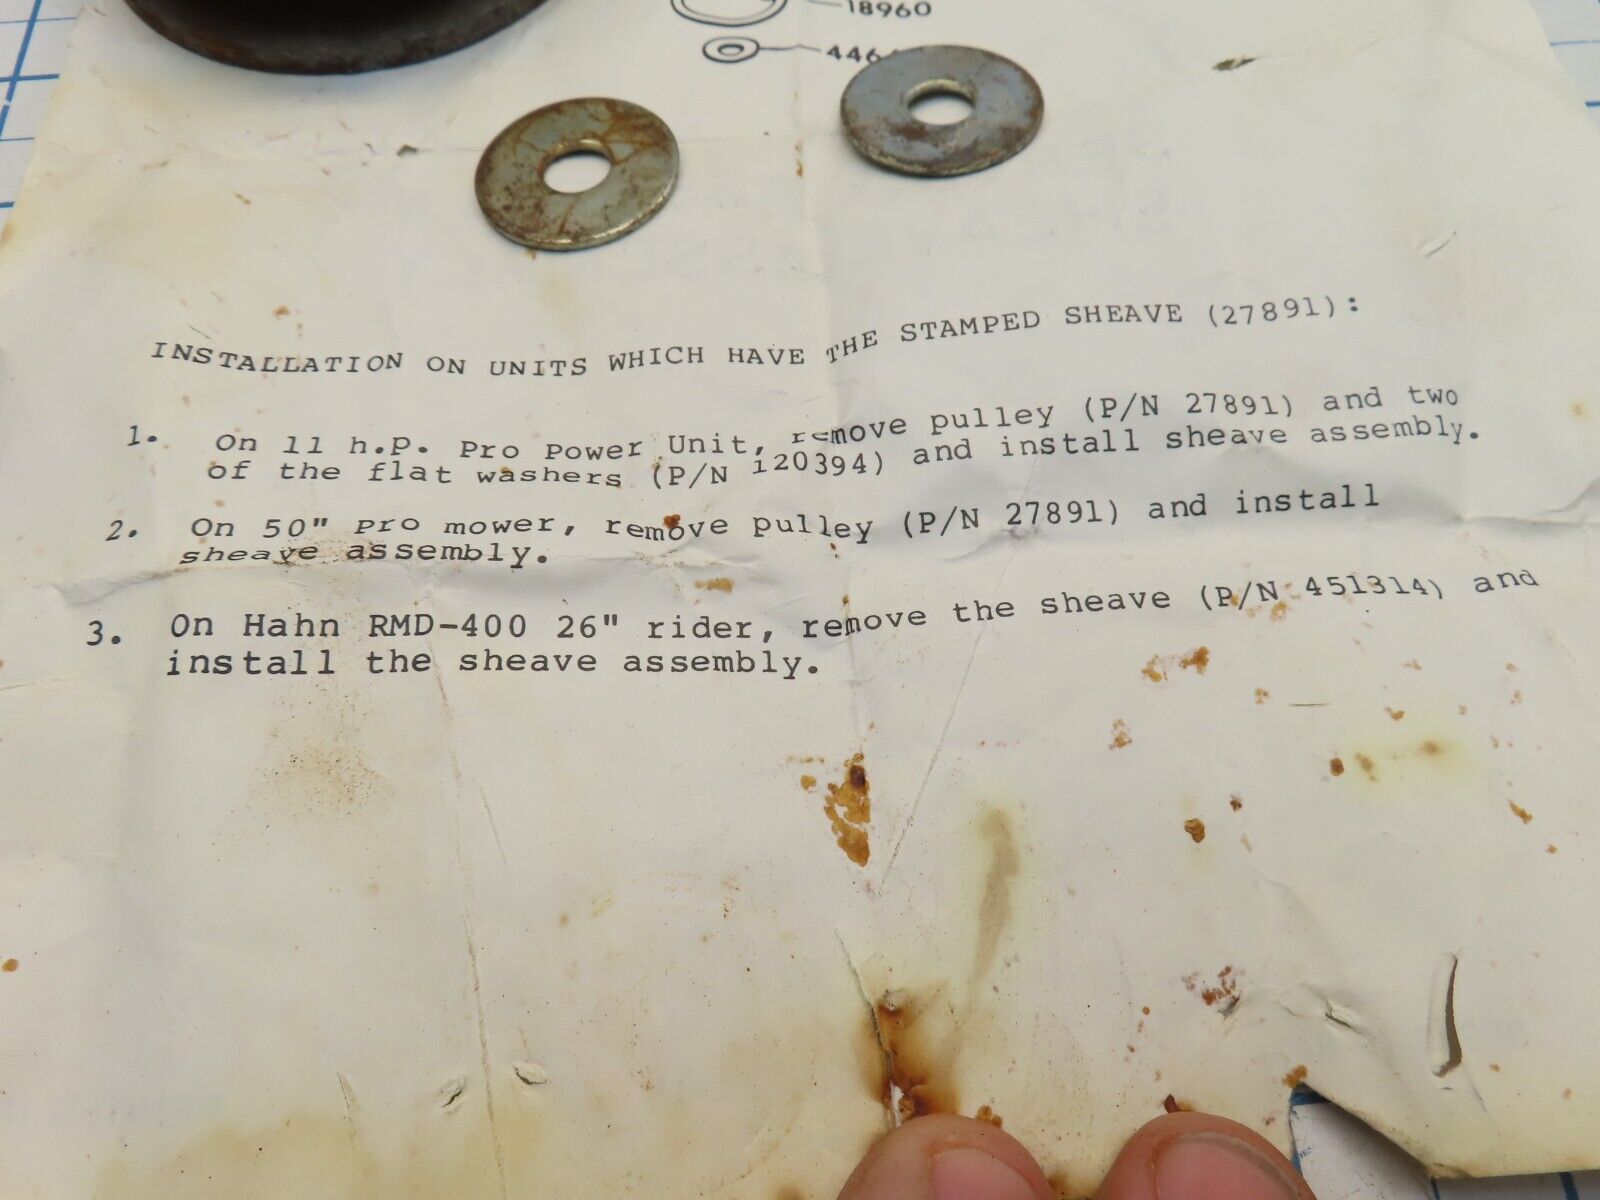 18960
INSTALLATION ON UNITS WHICH HAVE THE STAMPED SHEAVE (27891):
1. On 11 h.p. Pro Power Unit, remove pulley (P/N 27891) and two
of the flat washers (P/N 120394) and install sheave assembly.
2. On 50" Pro mower, remove pulley (P/N 27891) and install
sheave assembly.
3. On Hahn RMD-400 26" rider, remove the sheave (P/N 451314) and
install the sheave assembly.